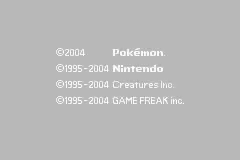 ©2004 Pokémon
©1995-2004 Nintendo
©1995-2004 Creatures Inc.
©1995-2004 GAME FREAK inc.